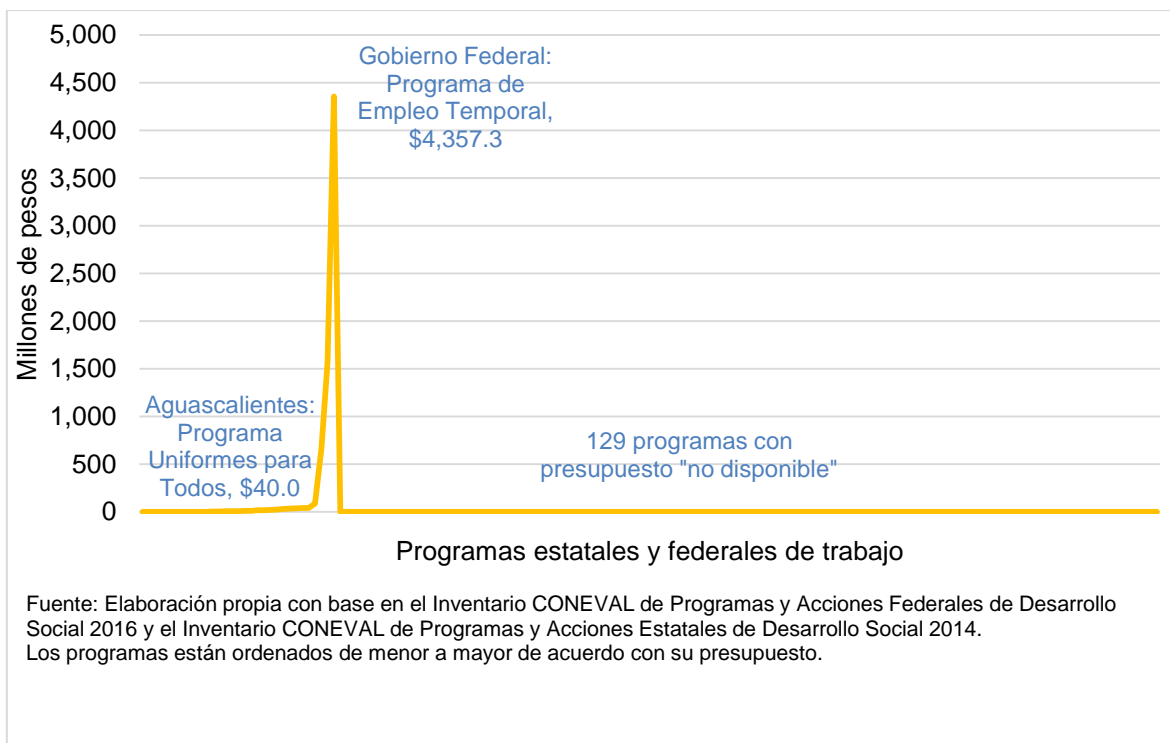 5,000
4,500
4,000
3,500
3,000
2,500
2,000
1,500
1,000
500
0
Millones de pesos
Gobierno Federal:
Programa de
Empleo Temporal,
$4,357.3
Aguascalientes:
Programa
Uniformes para
Todos, $40.0
129 programas con
presupuesto "no disponible"
Programas estatales y federales de trabajo
Fuente: Elaboración propia con base en el Inventario CONEVAL de Programas y Acciones Federales de Desarrollo
Social 2016 y el Inventario CONEVAL de Programas y Acciones Estatales de Desarrollo Social 2014.
Los programas están ordenados de menor a mayor de acuerdo con su presupuesto.